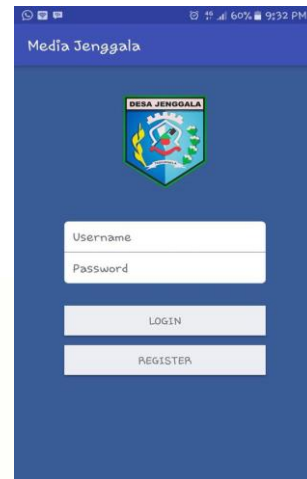 60% 9:32 PM
Media Jenggala
DESA JENGGALA
Username
Password
LOGIN
REGISTER